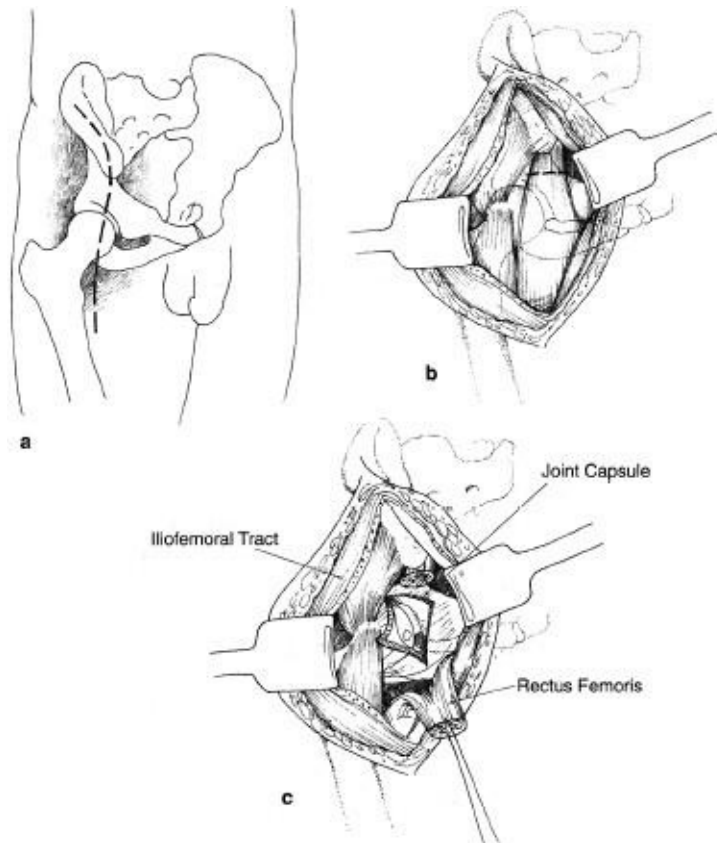 a
b
Joint Capsule
Iliofemoral Tract
Rectus Femoris
c